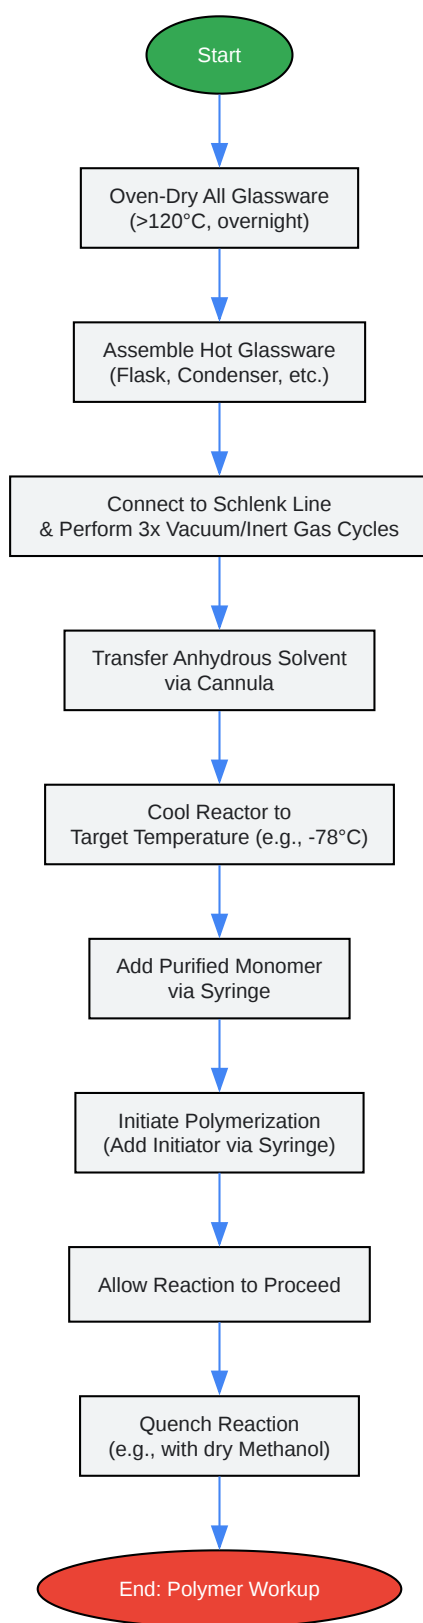 Start
Oven-Dry All Glassware
(>120°C, overnight)
Assemble Hot Glassware
(Flask, Condenser, etc.)
Connect to Schlenk Line
& Perform 3x Vacuum/Inert Gas Cycles
Transfer Anhydrous Solvent
via Cannula
Cool Reactor to
Target Temperature (e.g., -78°C)
Add Purified Monomer
via Syringe
Initiate Polymerization
(Add Initiator via Syringe)
Allow Reaction to Proceed
Quench Reaction
(e.g., with dry Methanol)
End: Polymer Workup